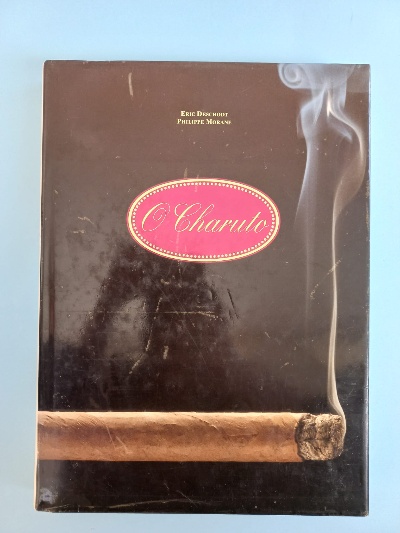 ERIC DESCHODT
PHILIPPE MORANE
O Charuto